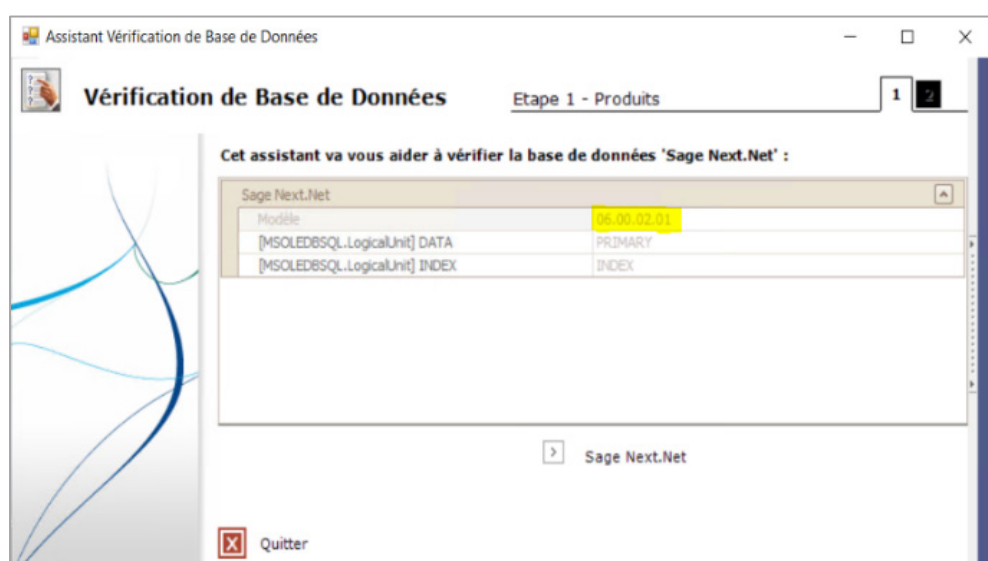 Assistant Vérification de Base de Données
Vérification de Base de Données
Etape 1 - Produits
1 2
Cet assistant va vous aider à vérifier la base de données 'Sage Next.Net' :
Sage Next.Net
Modèle 06.00.02.01
[MSOLEDBSQL.LogicalUnit] DATA PRIMARY
[MSOLEDBSQL.LogicalUnit] INDEX INDEX
Sage Next.Net
Quitter